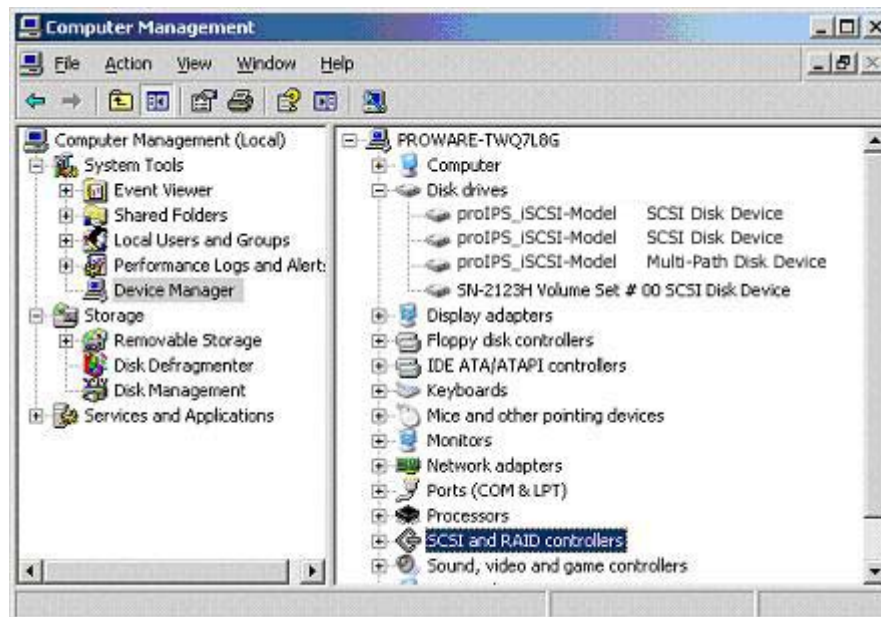 Computer Management
File Action View Window Help
Computer Management (Local)
System Tools
Event Viewer
Shared Folders
Local Users and Groups
Performance Logs and Alert:
Device Manager
Storage
Removable Storage
Disk Defragmenter
Disk Management
Services and Applications
PROWARE-TWQ7L8G
Computer
Disk drives
proIPS_iSCSI-Model SCSI Disk Device
proIPS_iSCSI-Model SCSI Disk Device
proIPS_iSCSI-Model Multi-Path Disk Device
SN-2123H Volume Set # 00 SCSI Disk Device
Display adapters
Floppy disk controllers
IDE ATA/ATAPI controllers
Keyboards
Mice and other pointing devices
Monitors
Network adapters
Ports (COM & LPT)
Processors
SCSI and RAID controllers
Sound, video and game controllers